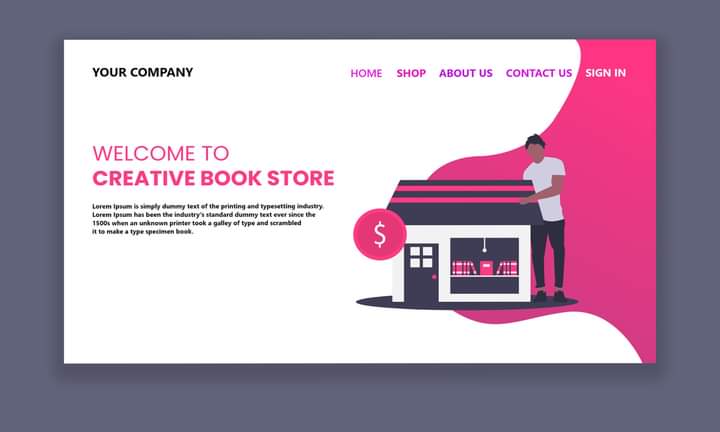 YOUR COMPANY
HOME SHOP ABOUT US CONTACT US SIGN IN
WELCOME TO
CREATIVE BOOK STORE
Lorem Ipsum is simply dummy text of the printing and typesetting industry.
Lorem Ipsum has been the industry's standard dummy text ever since the
1500s when an unknown printer took a galley of type and scrambled
it to make a type specimen book.
$